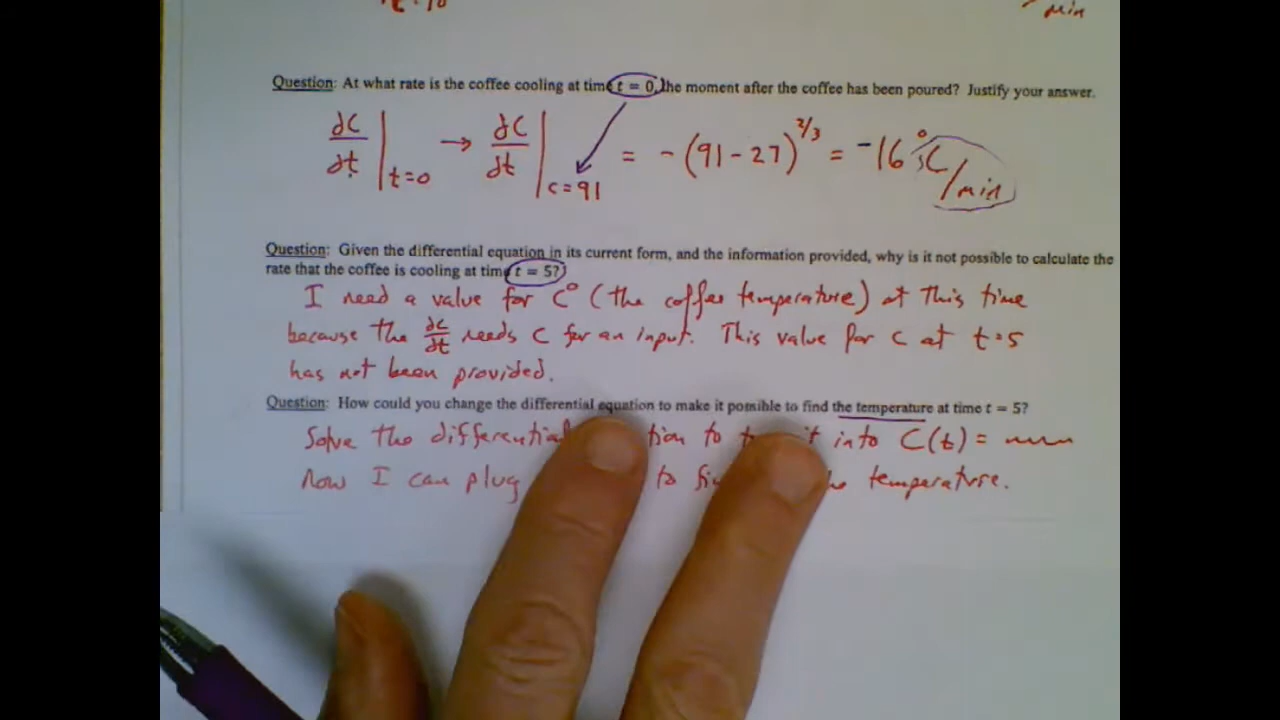 min
Question: At what rate is the coffee cooling at time t = 0, the moment after the coffee has been poured? Justify your answer.
dC/dt |t=0 → dC/dt |C=91 = -(91-27)^2/3 = -16 °C/min
Question: Given the differential equation in its current form, and the information provided, why is it not possible to calculate the
rate that the coffee is cooling at time t = 5?
I need a value for C° (the coffee temperature) at this time
because the dC/dt needs C for an input. This value for C at t=5
has not been provided.
Question: How could you change the differential equation to make it possible to find the temperature at time t = 5?
Solve the differential to into C(t) =
Now I can plug to temperature.